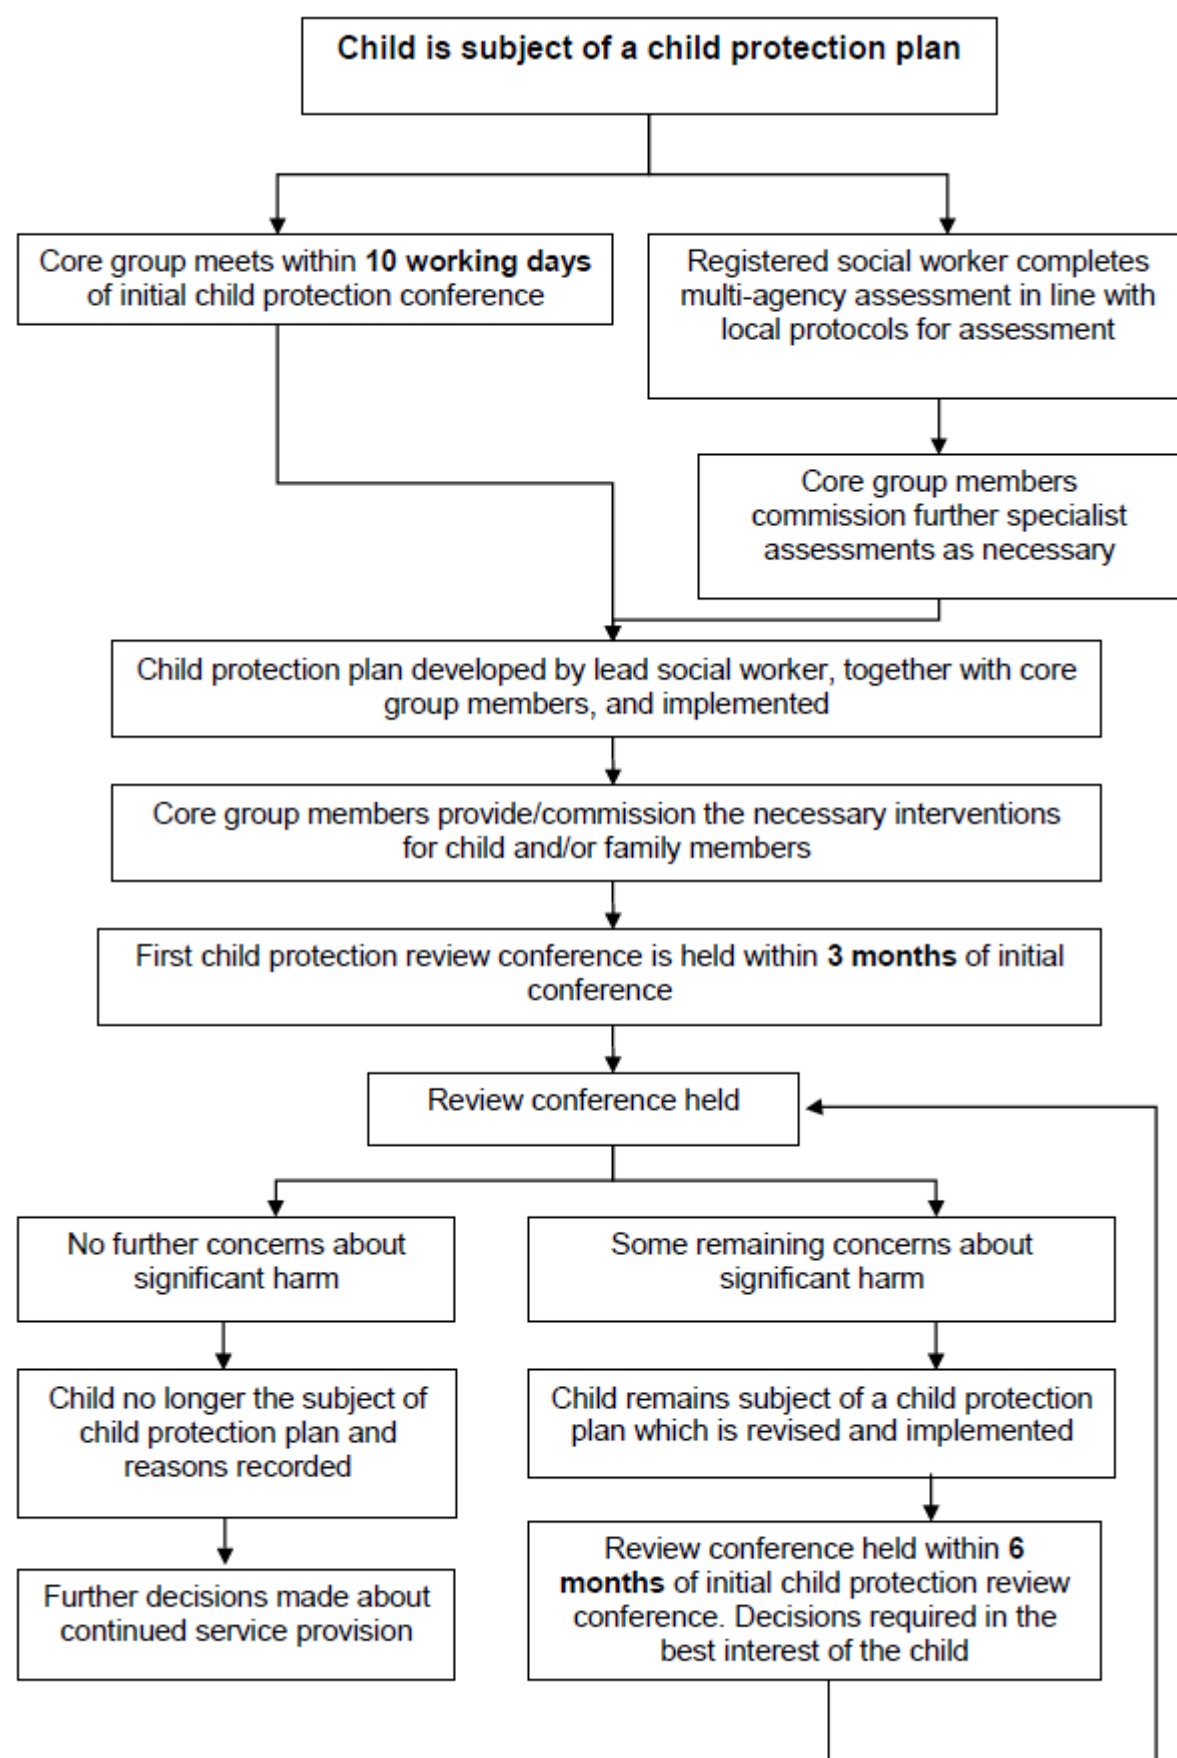 Child is subject of a child protection plan
Core group meets within 10 working days
of initial child protection conference
Registered social worker completes
multi-agency assessment in line with
local protocols for assessment
Core group members
commission further specialist
assessments as necessary
Child protection plan developed by lead social worker, together with core
group members, and implemented
Core group members provide/commission the necessary interventions
for child and/or family members
First child protection review conference is held within 3 months of initial
conference
Review conference held
No further concerns about
significant harm
Some remaining concerns about
significant harm
Child no longer the subject of
child protection plan and
reasons recorded
Child remains subject of a child protection
plan which is revised and implemented
Further decisions made about
continued service provision
Review conference held within 6
months of initial child protection review
conference. Decisions required in the
best interest of the child